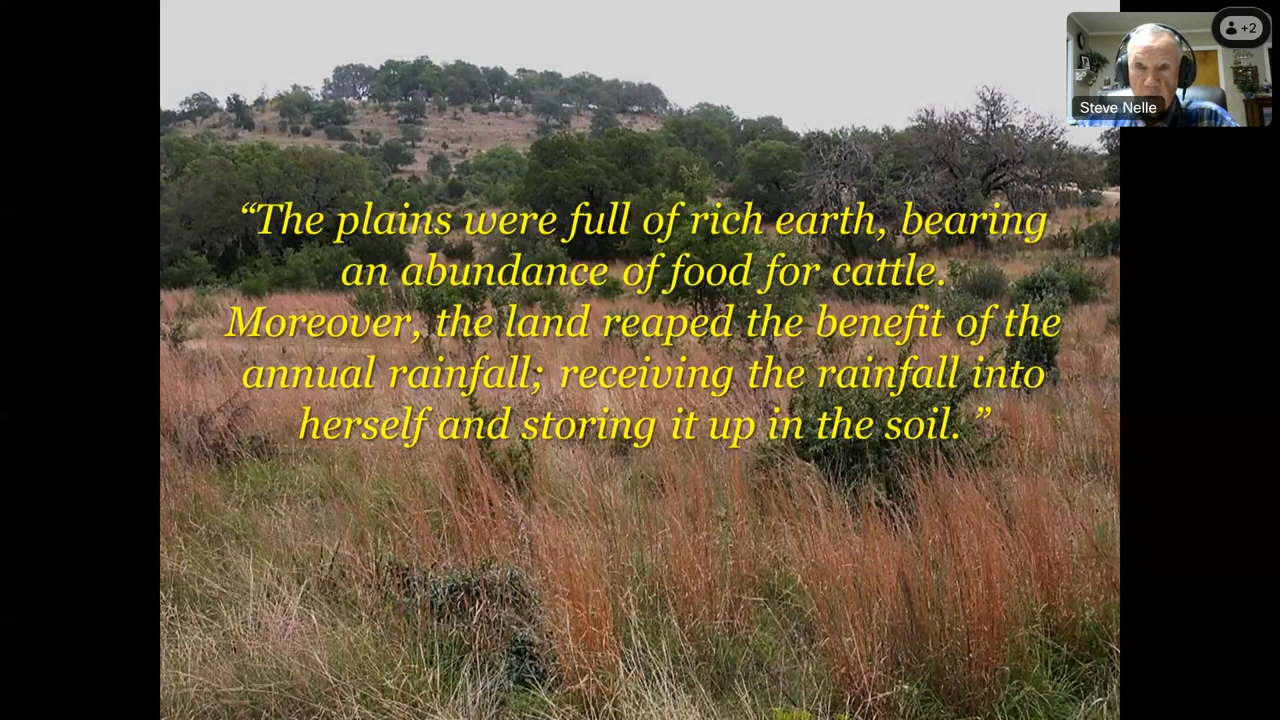 +2
Steve Nelle
“The plains were full of rich earth, bearing
an abundance of food for cattle.
Moreover, the land reaped the benefit of the
annual rainfall; receiving the rainfall into
herself and storing it up in the soil.”